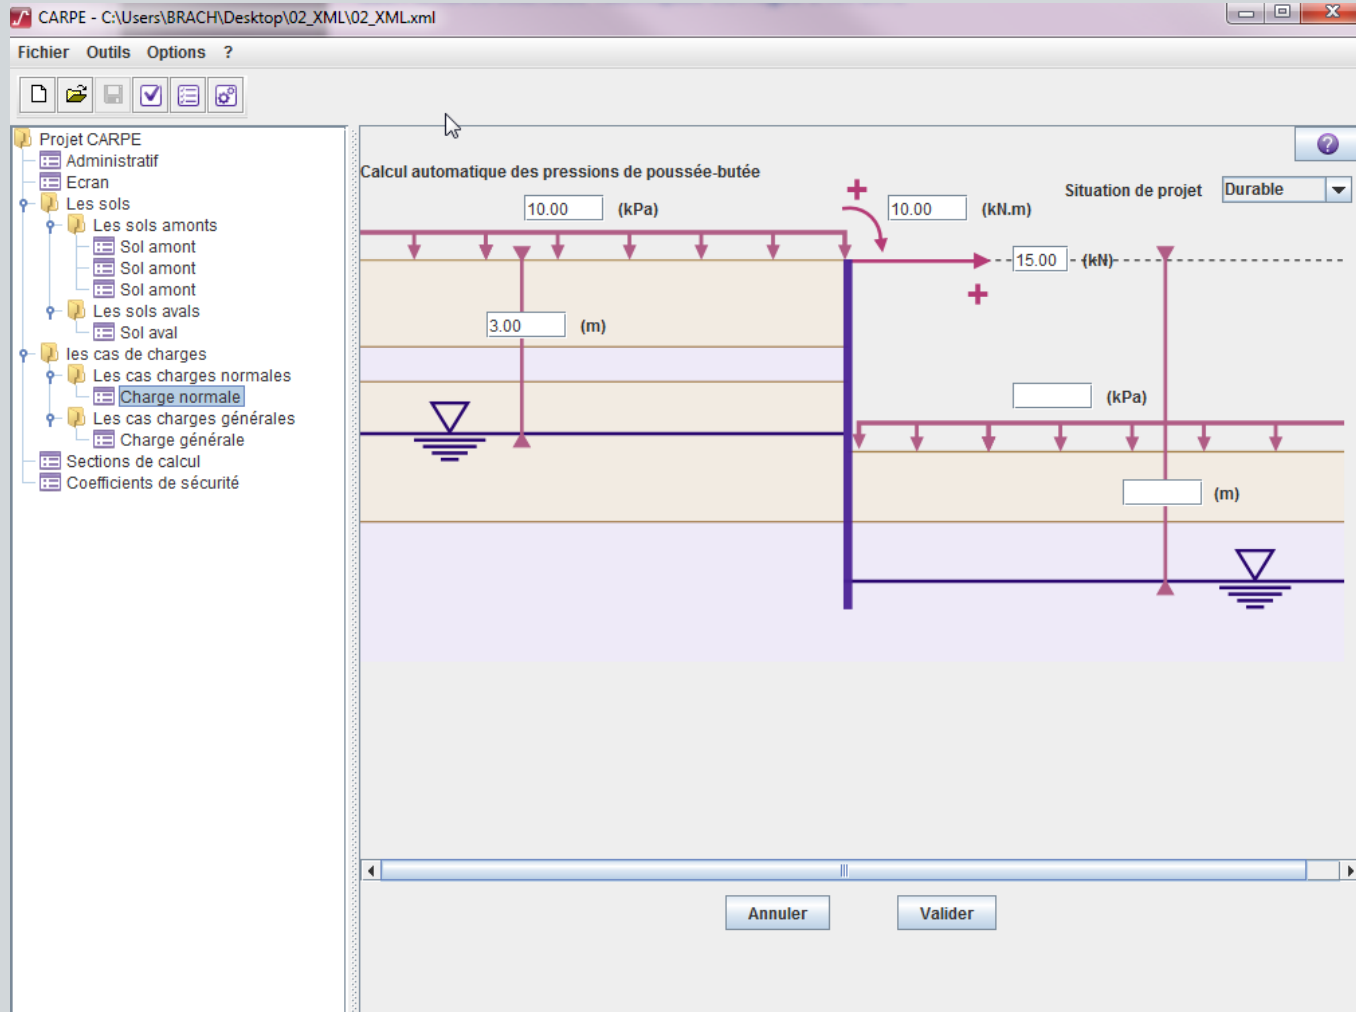 CARPE - C:\Users\BRACH\Desktop\02_XML\02_XML.xml
Fichier Outils Options ?
Projet CARPE
Administratif
Ecran
Les sols
Les sols amonts
Sol amont
Sol amont
Sol amont
Les sols avals
Sol aval
les cas de charges
Les cas charges normales
Charge normale
Les cas charges générales
Charge générale
Sections de calcul
Coefficients de sécurité
?
Calcul automatique des pressions de poussée-butée
Situation de projet Durable
10.00 (kPa)
+ 10.00 (kN.m)
15.00 (kN)
+
3.00 (m)
(kPa)
(m)
Annuler Valider